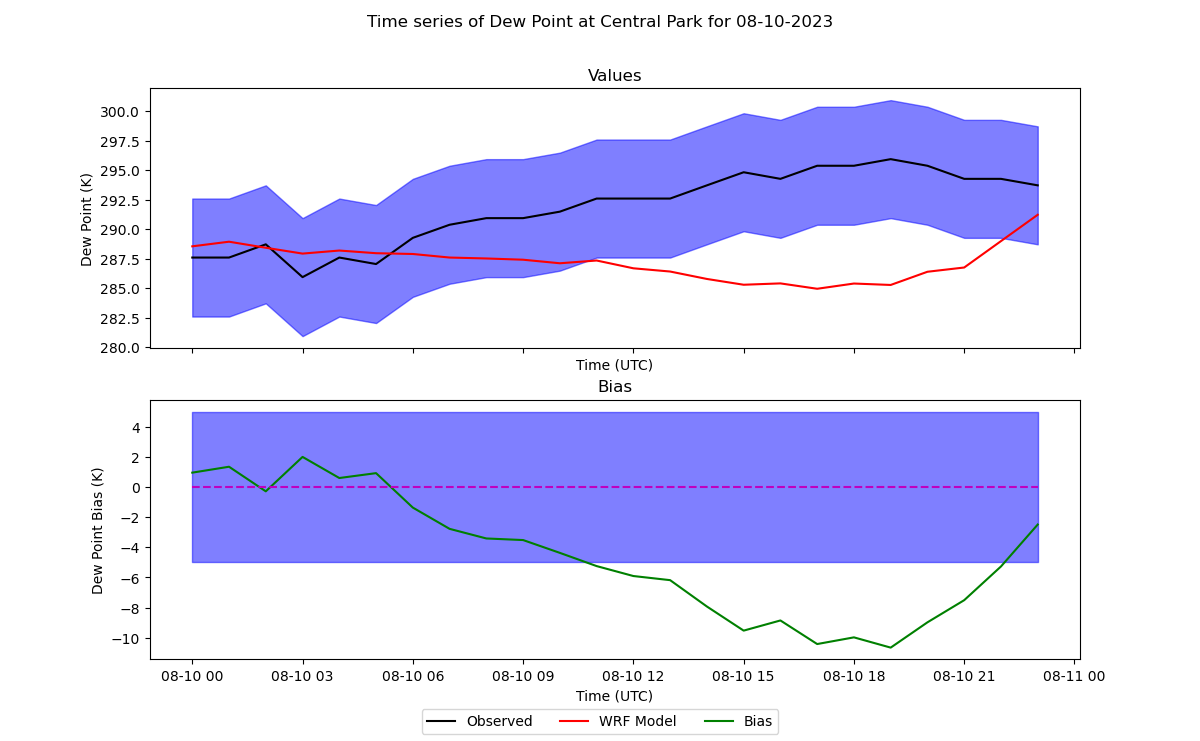 Time series of Dew Point at Central Park for 08-10-2023
Values
Dew Point (K)
300.0
297.5
295.0
292.5
290.0
287.5
285.0
282.5
280.0
Time (UTC)
Bias
Dew Point Bias (K)
4
2
0
−2
−4
−6
−8
−10
08-10 00 08-10 03 08-10 06 08-10 09 08-10 12 08-10 15 08-10 18 08-10 21 08-11 00
Time (UTC)
Observed WRF Model Bias